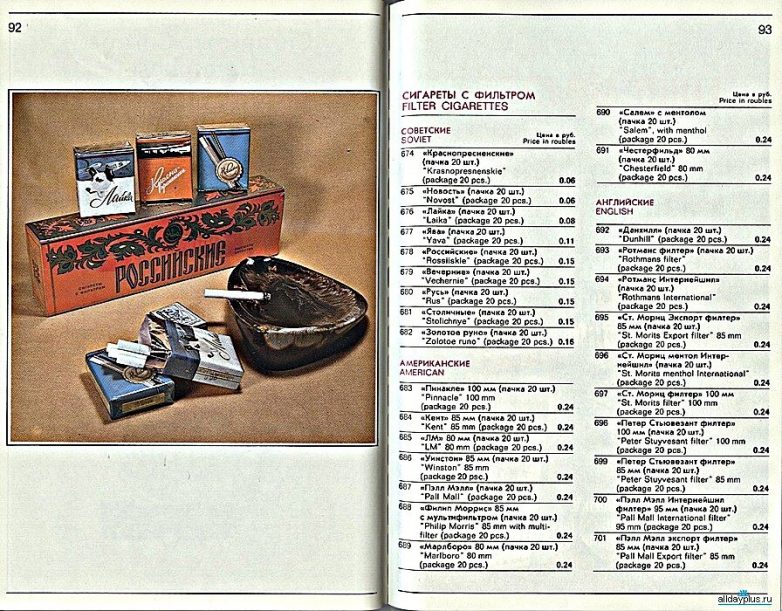 92
Лайка
РОССИЙСКИЕ
СИГАРЕТЫ
С ФИЛЬТРОМ
93
СИГАРЕТЫ С ФИЛЬТРОМ
FILTER CIGARETTES
СОВЕТСКИЕ
SOVIET
Цена в руб.
Price in roubles
674 «Краснопресненские»
(пачка 20 шт.)
"Krasnopresnenskie"
(package 20 pcs.) 0.06
675 «Новость» (пачка 20 шт.)
"Novost" (package 20 pcs.) 0.06
676 «Лайка» (пачка 20 шт.)
"Laika" (package 20 pcs.) 0.08
677 «Ява» (пачка 20 шт.)
"Yava" (package 20 pcs.) 0.11
678 «Российские» (пачка 20 шт.)
"Rossiiskie" (package 20 pcs.) 0.15
679 «Вечерние» (пачка 20 шт.)
"Vechernie" (package 20 pcs.) 0.15
680 «Русь» (пачка 20 шт.)
"Rus" (package 20 pcs.) 0.15
681 «Столичные» (пачка 20 шт.)
"Stolichnye" (package 20 pcs.) 0.15
682 «Золотое руно» (пачка 20 шт.)
"Zolotoe runo" (package 20 pcs.) 0.16
АМЕРИКАНСКИЕ
AMERICAN
683 «Пинакле» 100 мм (пачка 20 шт.)
"Pinnacle" 100 mm
(package 20 pcs.) 0.24
684 «Кент» 85 мм (пачка 20 шт.)
"Kent" 85 mm (package 20 pcs.) 0.24
685 «ЛМ» 80 мм (пачка 20 шт.)
"LM" 80 mm (package 20 pcs.) 0.24
686 «Уинстон» 85 мм (пачка 20 шт.)
"Winston" 85 mm
(package 20 pcs.) 0.24
687 «Пэлл Мэлл» (пачка 20 шт.)
"Pall Mall" (package 20 pcs.) 0.24
688 «Филип Моррис» 85 мм
с мультифильтром (пачка 20 шт.)
"Philip Morris" 85 mm with multi-
filter (package 20 pcs.) 0.24
689 «Марлборо» 80 мм (пачка 20 шт.)
"Marlboro" 80 mm
(package 20 pcs.) 0.24
Цена в руб.
Price in roubles
690 «Салем» с ментолом
(пачка 20 шт.)
"Salem", with menthol
(package 20 pcs.) 0.24
691 «Честерфильд» 80 мм
(пачка 20 шт.)
"Chesterfield" 80 mm
(package 20 pcs.) 0.24
АНГЛИЙСКИЕ
ENGLISH
692 «Данхилл» (пачка 20 шт.)
"Dunhill" (package 20 pcs.) 0.24
693 «Ротманс филтер» (пачка 20 шт.)
"Rothmans filter"
(package 20 pcs.) 0.24
694 «Ротманс Интернейшнл»
(пачка 20 шт.)
"Rothmans International"
(package 20 pcs.) 0.24
695 «Ст. Мориц Экспорт филтер»
85 мм (пачка 20 шт.)
"St. Morits Export filter" 85 mm
(package 20 pcs.) 0.24
696 «Ст. Мориц ментол Интер-
нейшнл» (пачка 20 шт.)
"St. Morits menthol International"
(package 20 pcs.) 0.24
697 «Ст. Мориц филтер» 100 мм
(пачка 20 шт.)
"St. Morits filter" 100 mm
(package 20 pcs.) 0.24
698 «Петер Стьювезант филтер»
100 мм (пачка 20 шт.)
"Peter Stuyvesant filter" 100 mm
(package 20 pcs.) 0.24
699 «Петер Стьювезант филтер»
85 мм (пачка 20 шт.)
"Peter Stuyvesant filter" 85 mm
(package 20 pcs.) 0.24
700 «Пэлл Мэлл Интернейшнл
филтер» 95 мм (пачка 20 шт.)
"Pall Mall International filter"
95 mm (package 20 pcs.) 0.24
701 «Пэлл Мэлл экспорт филтер»
85 мм (пачка 20 шт.)
"Pall Mall Export filter" 85 mm
(package 20 pcs.) 0.24
alldayplus.ru